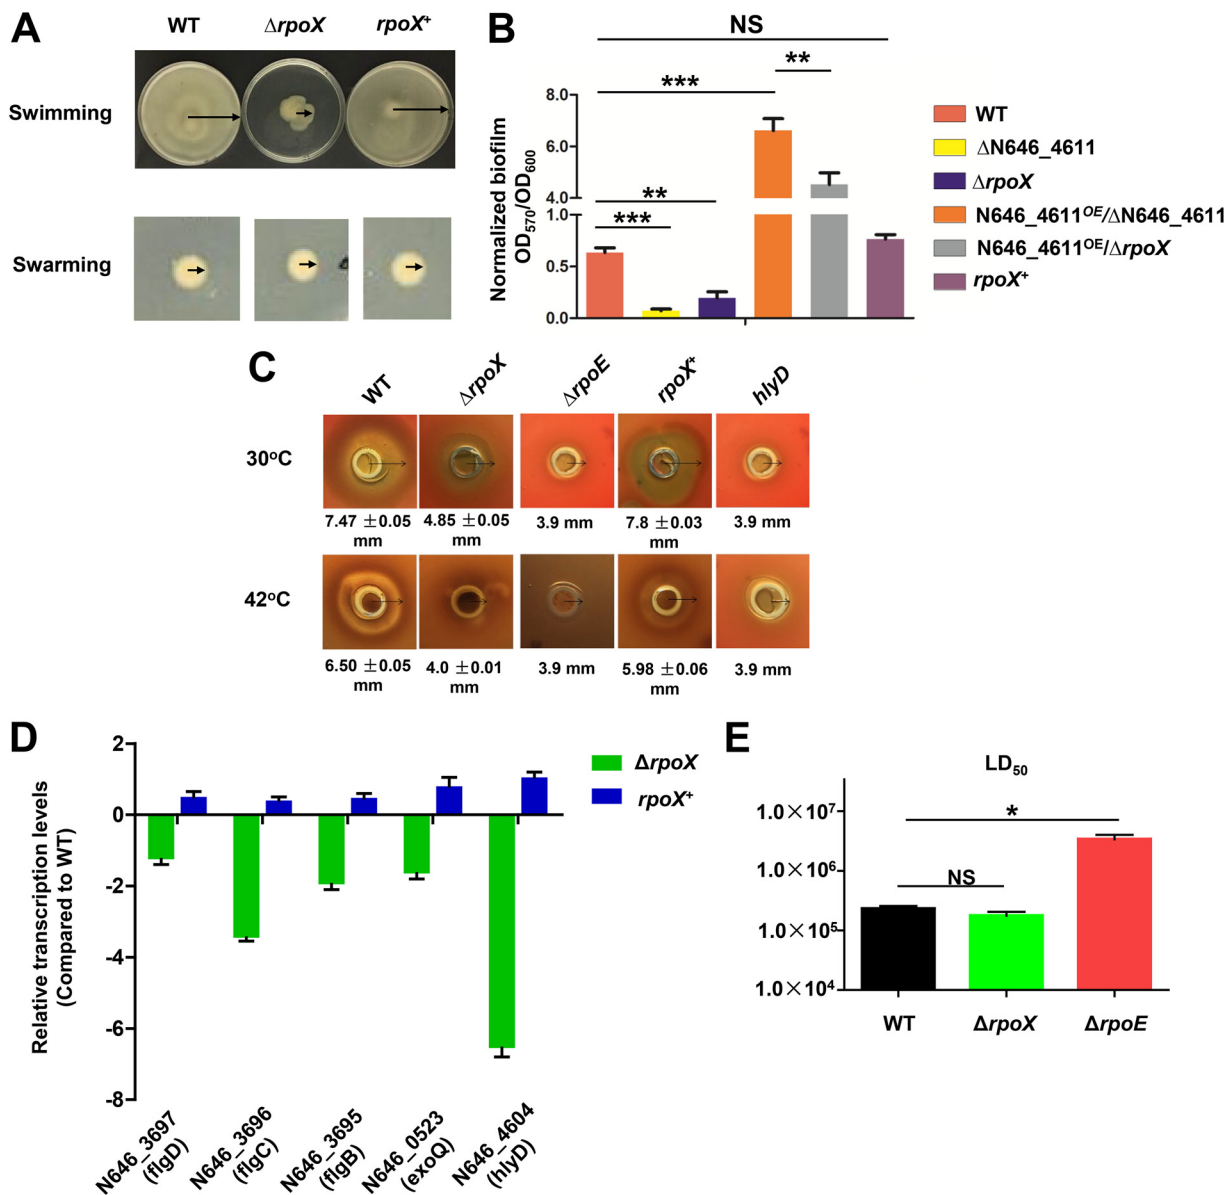 A
WT
ΔrpoX
rpoX⁺
Swimming
Swarming
B
NS
**
***
**
***
Normalized biofilm
OD₅₇₀/OD₆₀₀
8.0
6.0
4.0
1.0
0.5
0.0
WT
ΔN646_4611
ΔrpoX
N646_4611ᴼᴱ/ΔN646_4611
N646_4611ᴼᴱ/ΔrpoX
rpoX⁺
C
WT
ΔrpoX
ΔrpoE
rpoX⁺
hlyD
30°C
7.47 ±0.05 mm
4.85 ±0.05 mm
3.9 mm
7.8 ±0.03 mm
3.9 mm
42°C
6.50 ±0.05 mm
4.0 ±0.01 mm
3.9 mm
5.98 ±0.06 mm
3.9 mm
D
Relative transcription levels
(Compared to WT)
2
0
-2
-4
-6
-8
ΔrpoX
rpoX⁺
N646_3697
(flgD)
N646_3696
(flgC)
N646_3695
(flgB)
N646_0523
(exoQ)
N646_4604
(hlyD)
E
LD₅₀
1.0×10⁷
1.0×10⁶
1.0×10⁵
1.0×10⁴
*
NS
WT
ΔrpoX
ΔrpoE